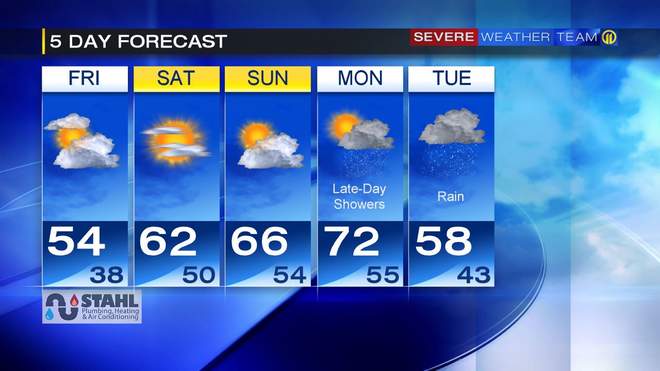 5 DAY FORECAST
SEVERE WEATHER TEAM 11
FRI SAT SUN MON TUE
Late-Day
Showers
Rain
54 62 66 72 58
38 50 54 55 43
STAHL
Plumbing, Heating
& Air Conditioning